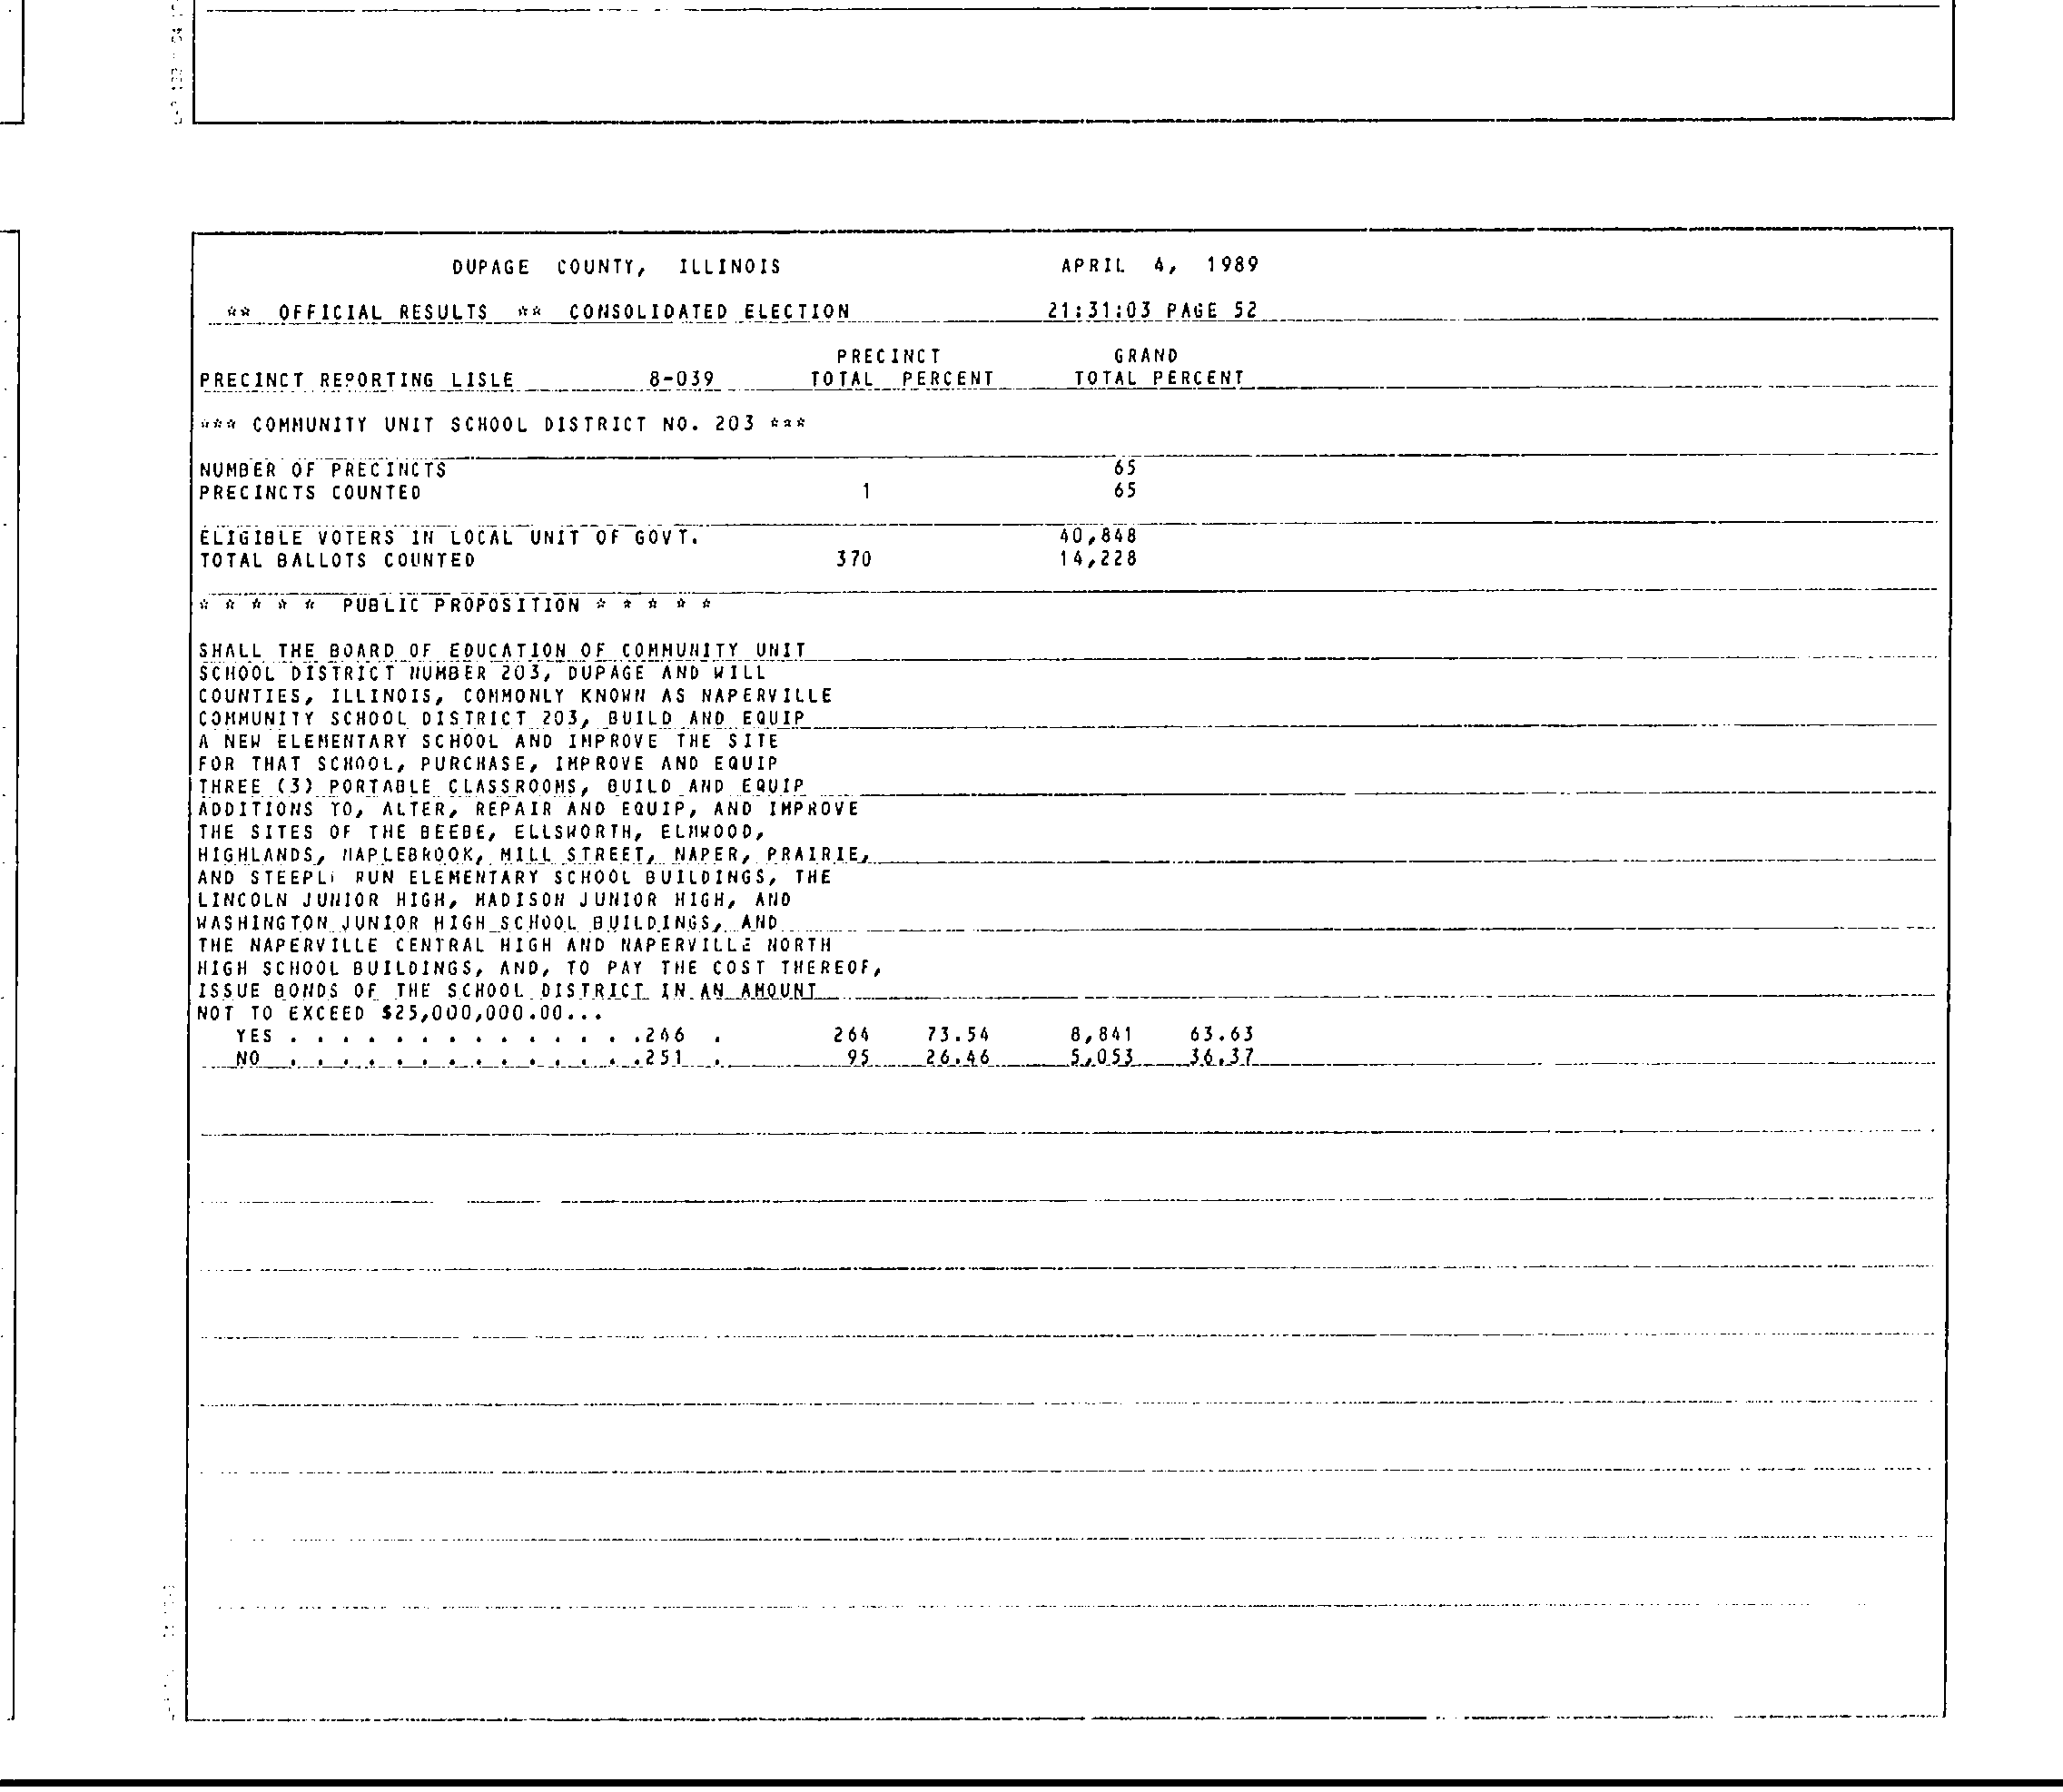 DUPAGE COUNTY, ILLINOIS APRIL 4, 1989
** OFFICIAL RESULTS ** CONSOLIDATED ELECTION 21:31:03 PAGE 52
PRECINCT GRAND
PRECINCT REPORTING LISLE 8-039 TOTAL PERCENT TOTAL PERCENT
*** COMMUNITY UNIT SCHOOL DISTRICT NO. 203 ***
NUMBER OF PRECINCTS 65
PRECINCTS COUNTED 1 65
ELIGIBLE VOTERS IN LOCAL UNIT OF GOVT. 40,848
TOTAL BALLOTS COUNTED 370 14,228
* * * * * PUBLIC PROPOSITION * * * * *
SHALL THE BOARD OF EDUCATION OF COMMUNITY UNIT
SCHOOL DISTRICT NUMBER 203, DUPAGE AND WILL
COUNTIES, ILLINOIS, COMMONLY KNOWN AS NAPERVILLE
COMMUNITY SCHOOL DISTRICT 203, BUILD AND EQUIP
A NEW ELEMENTARY SCHOOL AND IMPROVE THE SITE
FOR THAT SCHOOL, PURCHASE, IMPROVE AND EQUIP
THREE (3) PORTABLE CLASSROOMS, BUILD AND EQUIP
ADDITIONS TO, ALTER, REPAIR AND EQUIP, AND IMPROVE
THE SITES OF THE BEEBE, ELLSWORTH, ELMWOOD,
HIGHLANDS, MAPLEBROOK, MILL STREET, NAPER, PRAIRIE,
AND STEEPLE RUN ELEMENTARY SCHOOL BUILDINGS, THE
LINCOLN JUNIOR HIGH, MADISON JUNIOR HIGH, AND
WASHINGTON JUNIOR HIGH SCHOOL BUILDINGS, AND
THE NAPERVILLE CENTRAL HIGH AND NAPERVILLE NORTH
HIGH SCHOOL BUILDINGS, AND, TO PAY THE COST THEREOF,
ISSUE BONDS OF THE SCHOOL DISTRICT IN AN AMOUNT
NOT TO EXCEED $25,000,000.00...
YES . . . . . . . . . . . . . .246 . 264 73.54 8,841 63.63
NO . . . . . . . . . . . . . .251 . 95 26.46 5,053 36.37